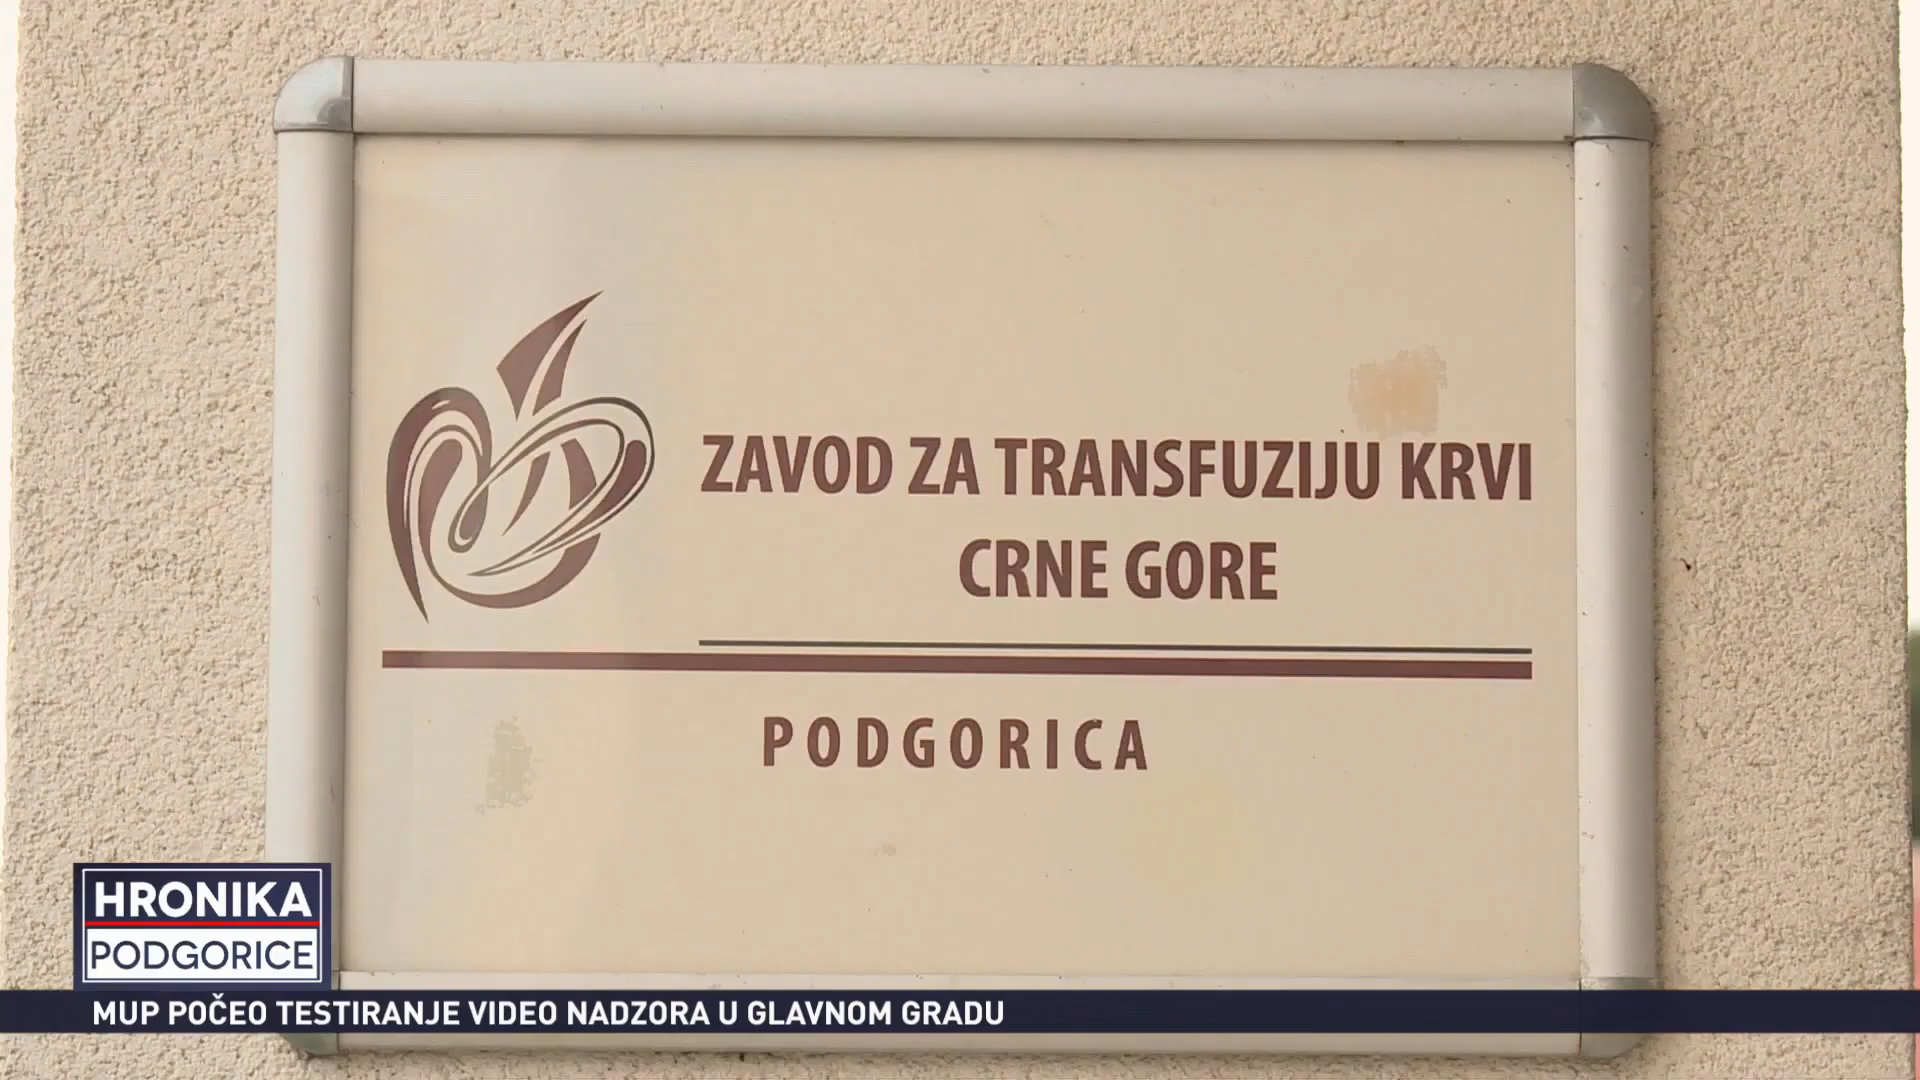 ZAVOD ZA TRANSFUZIJU KRVI
CRNE GORE
PODGORICA
HRONIKA
PODGORICE
MUP POČEO TESTIRANJE VIDEO NADZORA U GLAVNOM GRADU